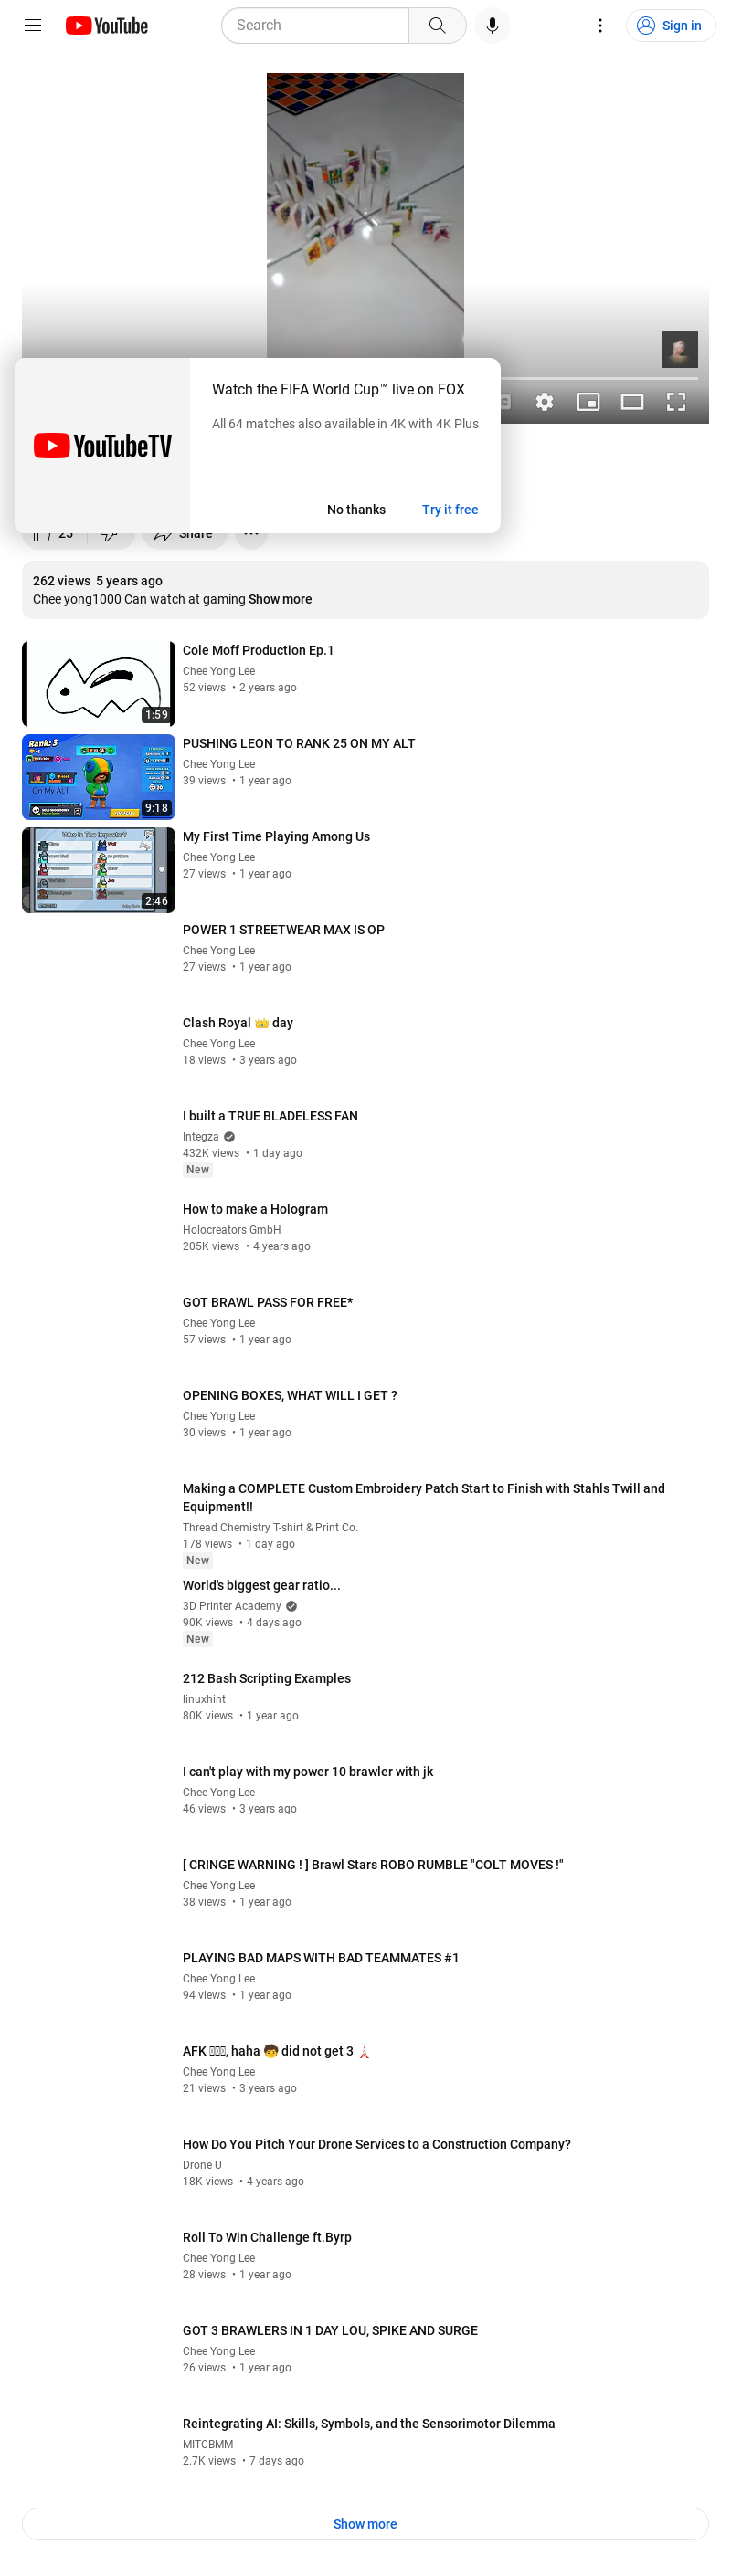 YouTube
Search
Sign in
Watch the FIFA World Cup™ live on FOX
All 64 matches also available in 4K with 4K Plus
YouTubeTV
No thanks
Try it free
25
Share
262 views 5 years ago
Chee yong1000 Can watch at gaming Show more
1:59
Cole Moff Production Ep.1
Chee Yong Lee
52 views • 2 years ago
Rank: 3
On My ALT
9:18
PUSHING LEON TO RANK 25 ON MY ALT
Chee Yong Lee
39 views • 1 year ago
Who Is The Impostor?
2:46
My First Time Playing Among Us
Chee Yong Lee
27 views • 1 year ago
POWER 1 STREETWEAR MAX IS OP
Chee Yong Lee
27 views • 1 year ago
Clash Royal 👑 day
Chee Yong Lee
18 views • 3 years ago
I built a TRUE BLADELESS FAN
Integza
432K views • 1 day ago
New
How to make a Hologram
Holocreators GmbH
205K views • 4 years ago
GOT BRAWL PASS FOR FREE*
Chee Yong Lee
57 views • 1 year ago
OPENING BOXES, WHAT WILL I GET ?
Chee Yong Lee
30 views • 1 year ago
Making a COMPLETE Custom Embroidery Patch Start to Finish with Stahls Twill and
Equipment!!
Thread Chemistry T-shirt & Print Co.
178 views • 1 day ago
New
World's biggest gear ratio...
3D Printer Academy
90K views • 4 days ago
New
212 Bash Scripting Examples
linuxhint
80K views • 1 year ago
I can't play with my power 10 brawler with jk
Chee Yong Lee
46 views • 3 years ago
[ CRINGE WARNING ! ] Brawl Stars ROBO RUMBLE "COLT MOVES !"
Chee Yong Lee
38 views • 1 year ago
PLAYING BAD MAPS WITH BAD TEAMMATES #1
Chee Yong Lee
94 views • 1 year ago
AFK , haha 🧒 did not get 3 🗼
Chee Yong Lee
21 views • 3 years ago
How Do You Pitch Your Drone Services to a Construction Company?
Drone U
18K views • 4 years ago
Roll To Win Challenge ft.Byrp
Chee Yong Lee
28 views • 1 year ago
GOT 3 BRAWLERS IN 1 DAY LOU, SPIKE AND SURGE
Chee Yong Lee
26 views • 1 year ago
Reintegrating AI: Skills, Symbols, and the Sensorimotor Dilemma
MITCBMM
2.7K views • 7 days ago
Show more